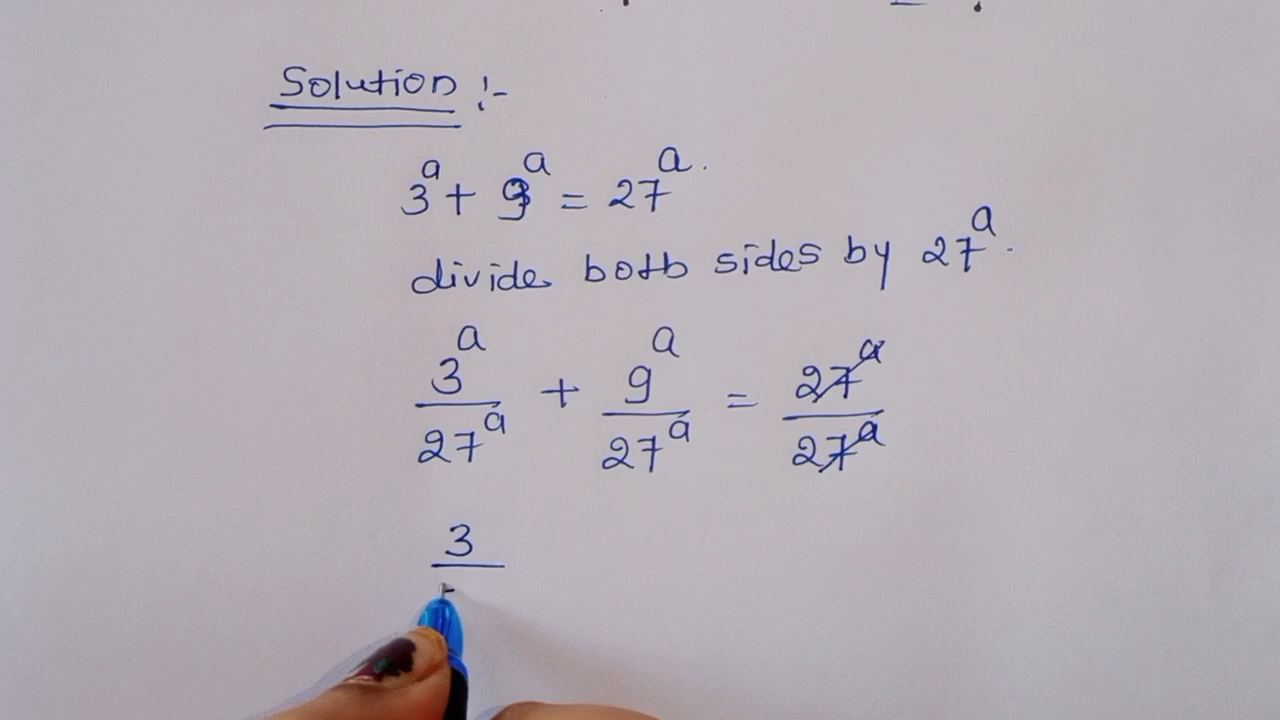 Solution :-
3^a + 9^a = 27^a.
divide both sides by 27^a.
3^a/27^a + 9^a/27^a = 27^a/27^a
3